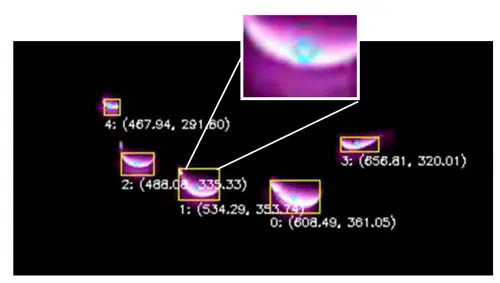 4: (467.94, 291.60)
3: (656.81, 320.01)
2: (488.08, 335.33)
1: (534.29, 353.74)
0: (608.49, 361.05)